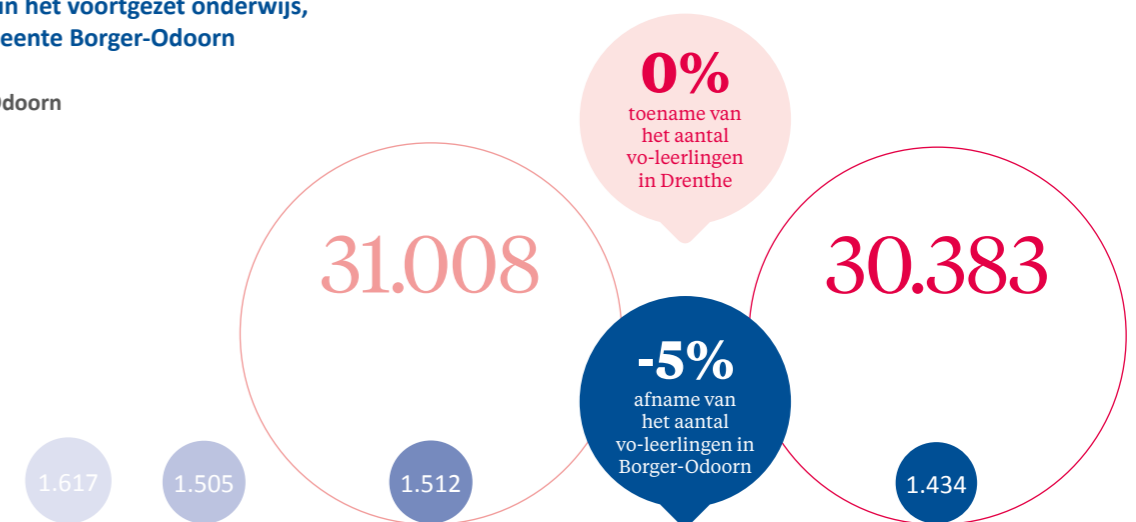 in het voortgezet onderwijs,
eente Borger-Odoorn
doorn
0%
toename van
het aantal
vo-leerlingen
in Drenthe
31.008
30.383
-5%
afname van
het aantal
vo-leerlingen in
Borger-Odoorn
1.617
1.505
1.512
1.434